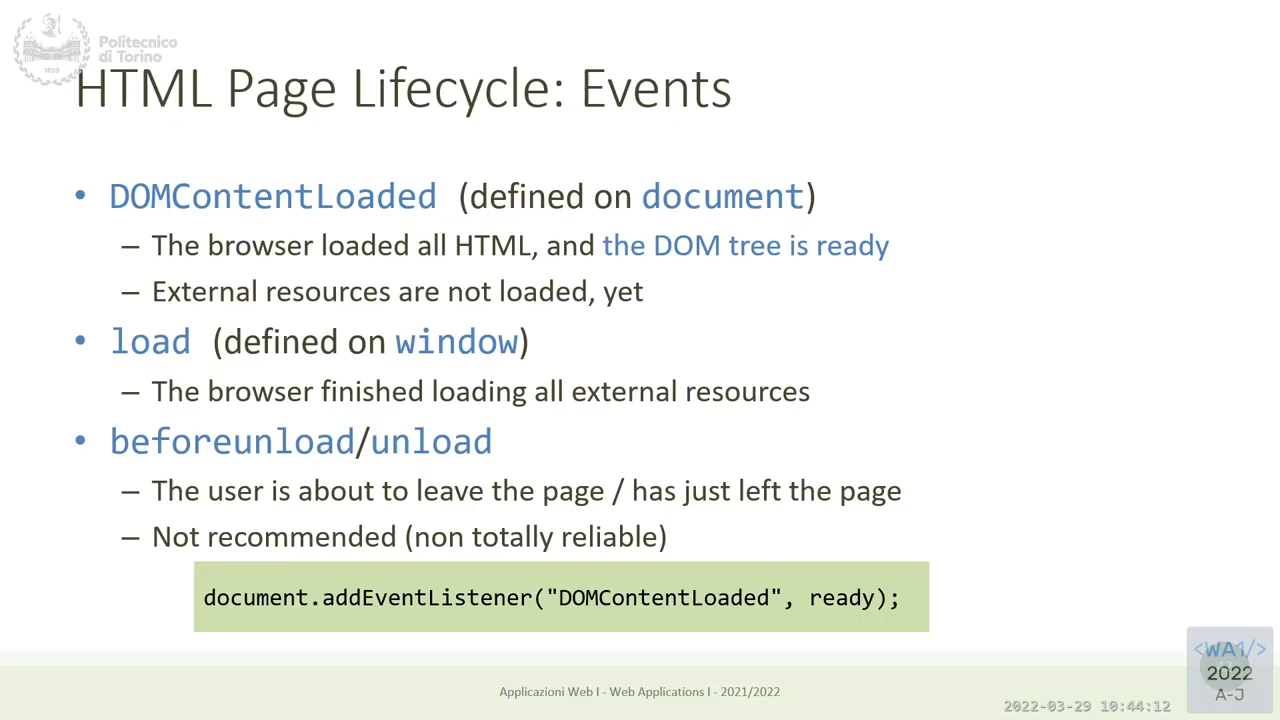 Politecnico
di Torino
1859
HTML Page Lifecycle: Events
• DOMContentLoaded (defined on document)
– The browser loaded all HTML, and the DOM tree is ready
– External resources are not loaded, yet
• load (defined on window)
– The browser finished loading all external resources
• beforeunload/unload
– The user is about to leave the page / has just left the page
– Not recommended (non totally reliable)
document.addEventListener("DOMContentLoaded", ready);
Applicazioni Web I - Web Applications I - 2021/2022
<WA1/>
2022
A-J
2022-03-29 10:44:12